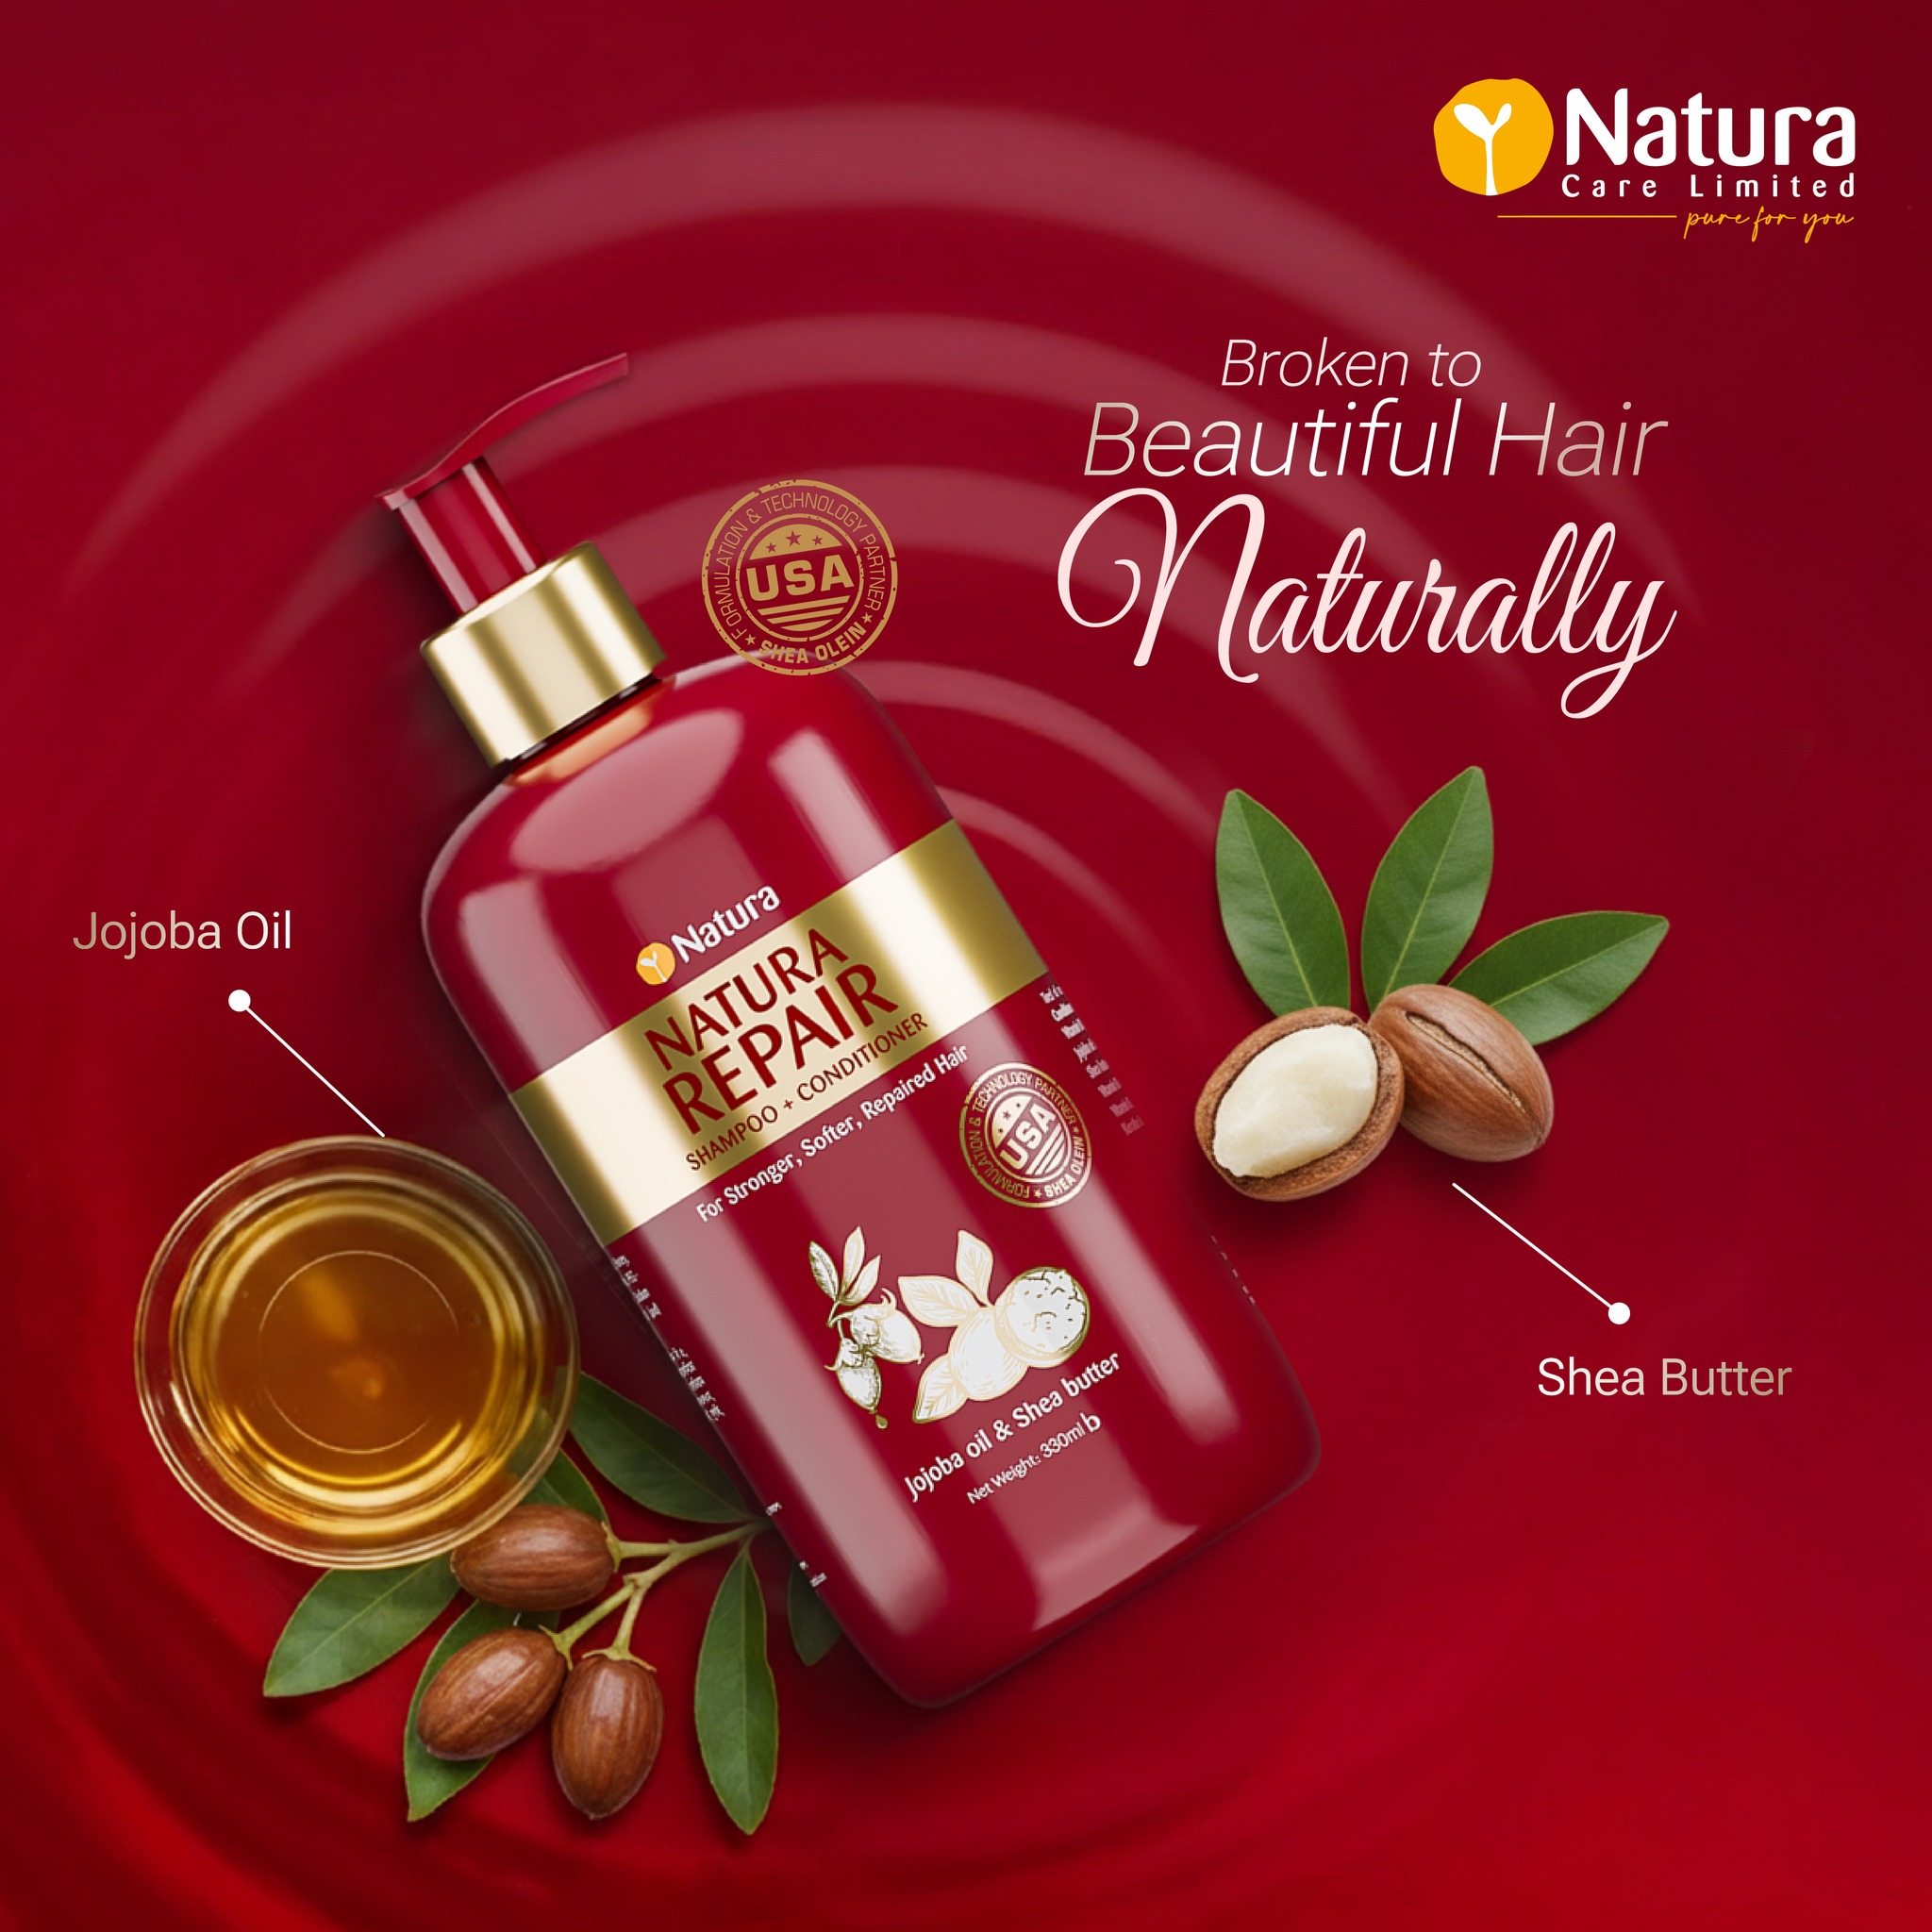 Natura
Care Limited
pure for you
Broken to
Beautiful Hair
Naturally
FORMULATION & TECHNOLOGY PARTNER
USA
SHEA OLEIN
Jojoba Oil
Natura
NATURA
REPAIR
SHAMPOO + CONDITIONER
For Stronger, Softer, Repaired Hair
FORMULATION & TECHNOLOGY PARTNER
USA
SHEA OLEIN
Jojoba oil & Shea butter
Net Weight: 330ml b
Shea Butter